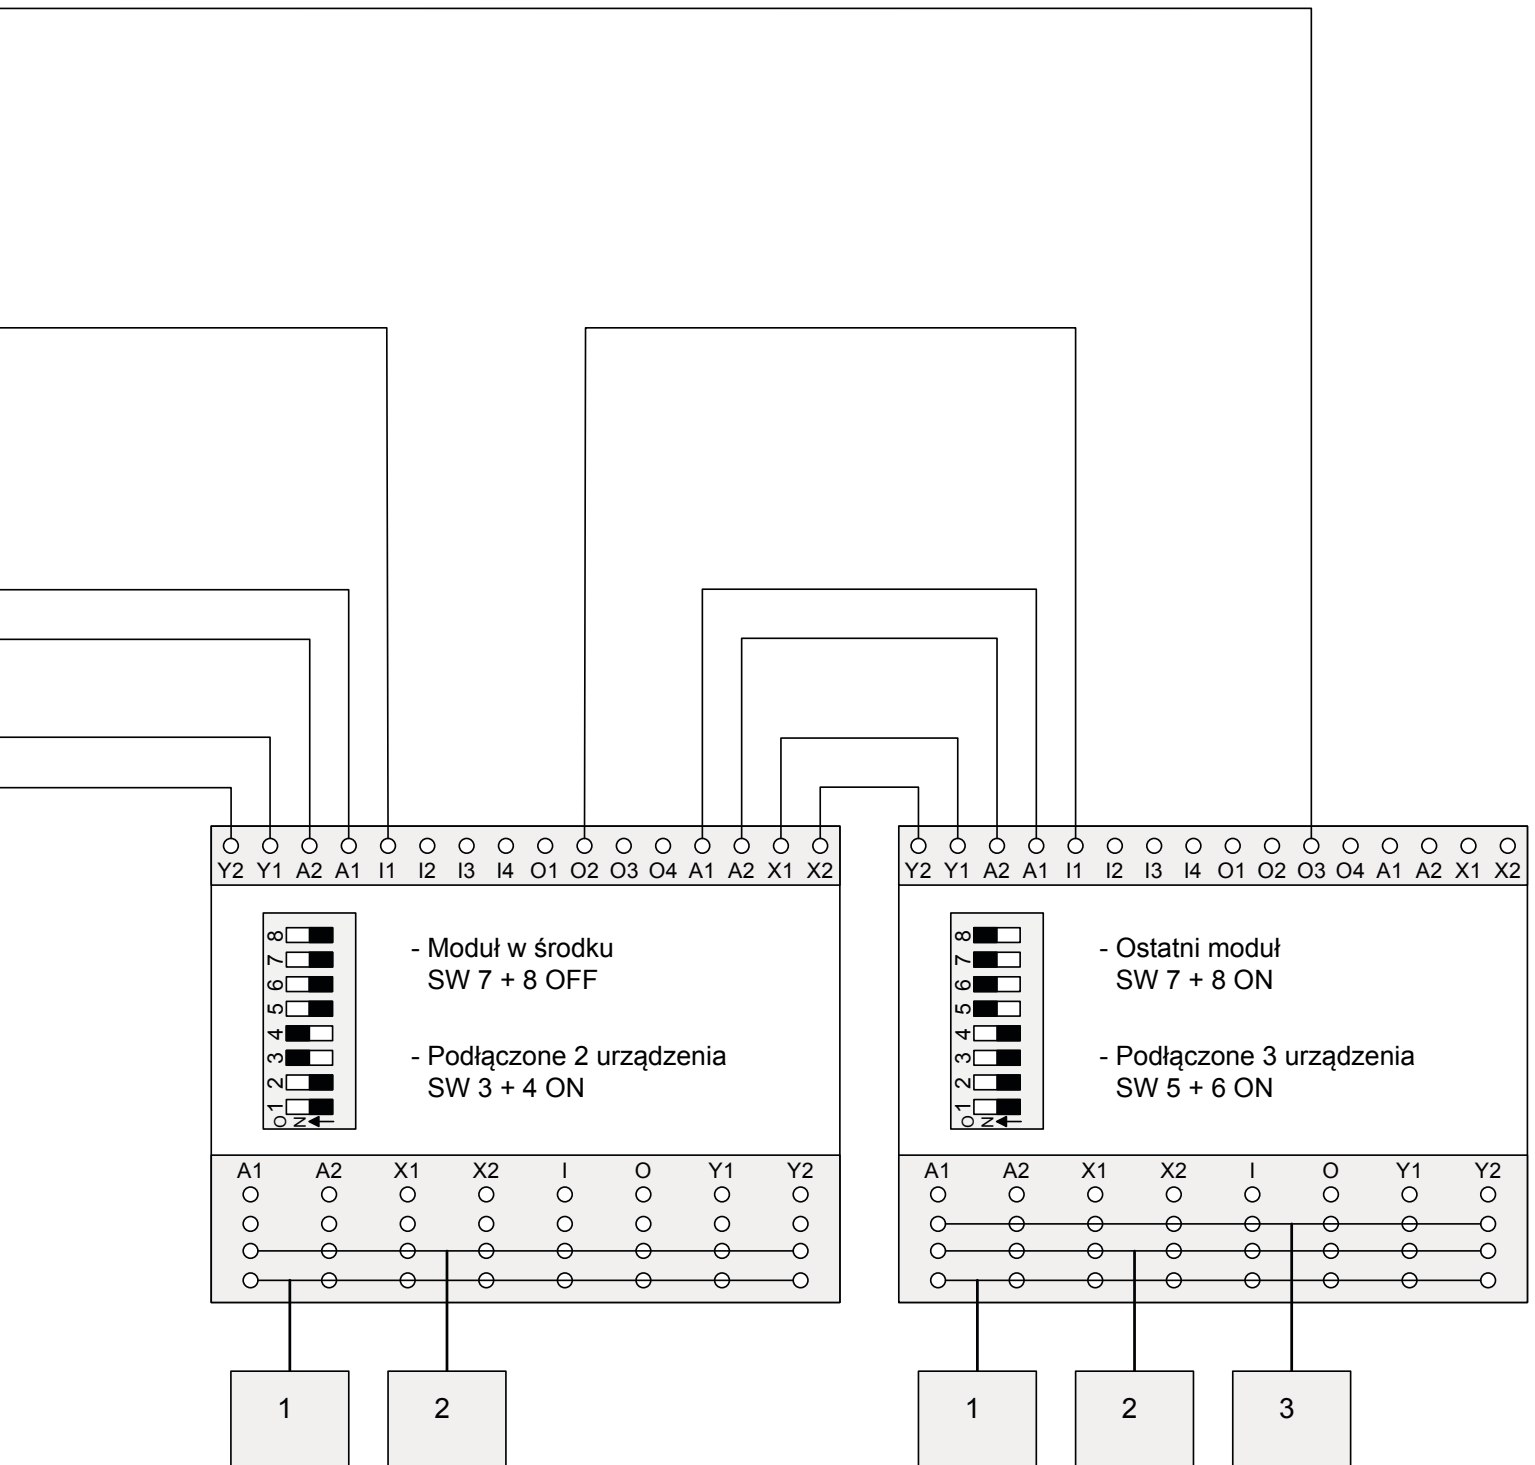 Y2 Y1 A2 A1 I1 I2 I3 I4 O1 O2 O3 O4 A1 A2 X1 X2
8
7
6
5
4
3
2
1
ON
- Moduł w środku
SW 7 + 8 OFF
- Podłączone 2 urządzenia
SW 3 + 4 ON
A1 A2 X1 X2 I O Y1 Y2
1 2
Y2 Y1 A2 A1 I1 I2 I3 I4 O1 O2 O3 O4 A1 A2 X1 X2
8
7
6
5
4
3
2
1
ON
- Ostatni moduł
SW 7 + 8 ON
- Podłączone 3 urządzenia
SW 5 + 6 ON
A1 A2 X1 X2 I O Y1 Y2
1 2 3